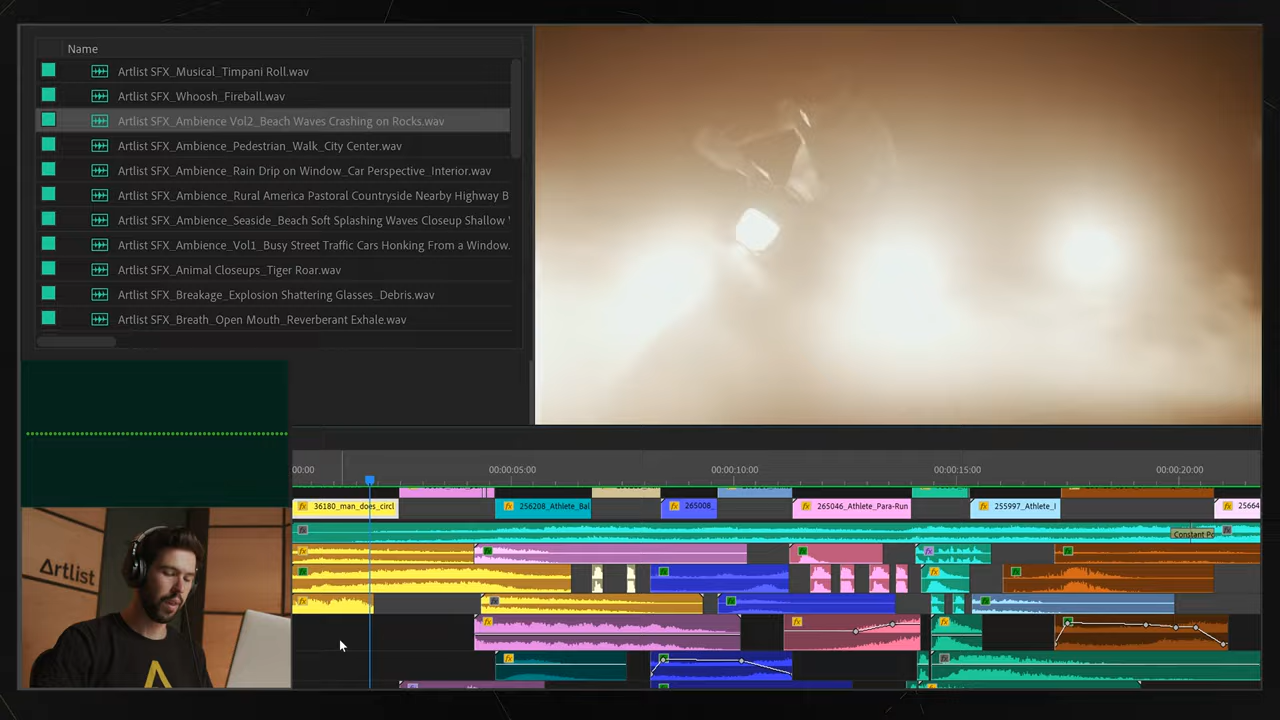 Name
Artlist SFX_Musical_Timpani Roll.wav
Artlist SFX_Whoosh_Fireball.wav
Artlist SFX_Ambience Vol2_Beach Waves Crashing on Rocks.wav
Artlist SFX_Ambience_Pedestrian_Walk_City Center.wav
Artlist SFX_Ambience_Rain Drip on Window_Car Perspective_Interior.wav
Artlist SFX_Ambience_Rural America Pastoral Countryside Nearby Highway B
Artlist SFX_Ambience_Seaside_Beach Soft Splashing Waves Closeup Shallow
Artlist SFX_Ambience_Vol1_Busy Street Traffic Cars Honking From a Window.
Artlist SFX_Animal Closeups_Tiger Roar.wav
Artlist SFX_Breakage_Explosion Shattering Glasses_Debris.wav
Artlist SFX_Breath_Open Mouth_Reverberant Exhale.wav
:00:00 00:00:05:00 00:00:10:00 00:00:15:00 00:00:20:00
36180_man_does_circl 256208_Athlete_Bal 265008_ 265046_Athlete_Para-Run 255997_Athlete_I 25664
Constant Po
Artlist